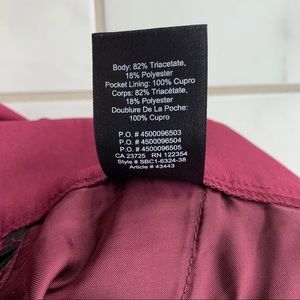 Body: 82% Triacetate,
18% Polyester
Pocket Lining: 100% Cupro
Corps: 82% Triacétate,
18% Polyester
Doublure De La Poche:
100% Cupro
P.O. # 4500096503
P.O. # 4500096504
P.O. # 4500096505
CA 23725 RN 122354
Style # SBC1-6324-38
Article # 43443